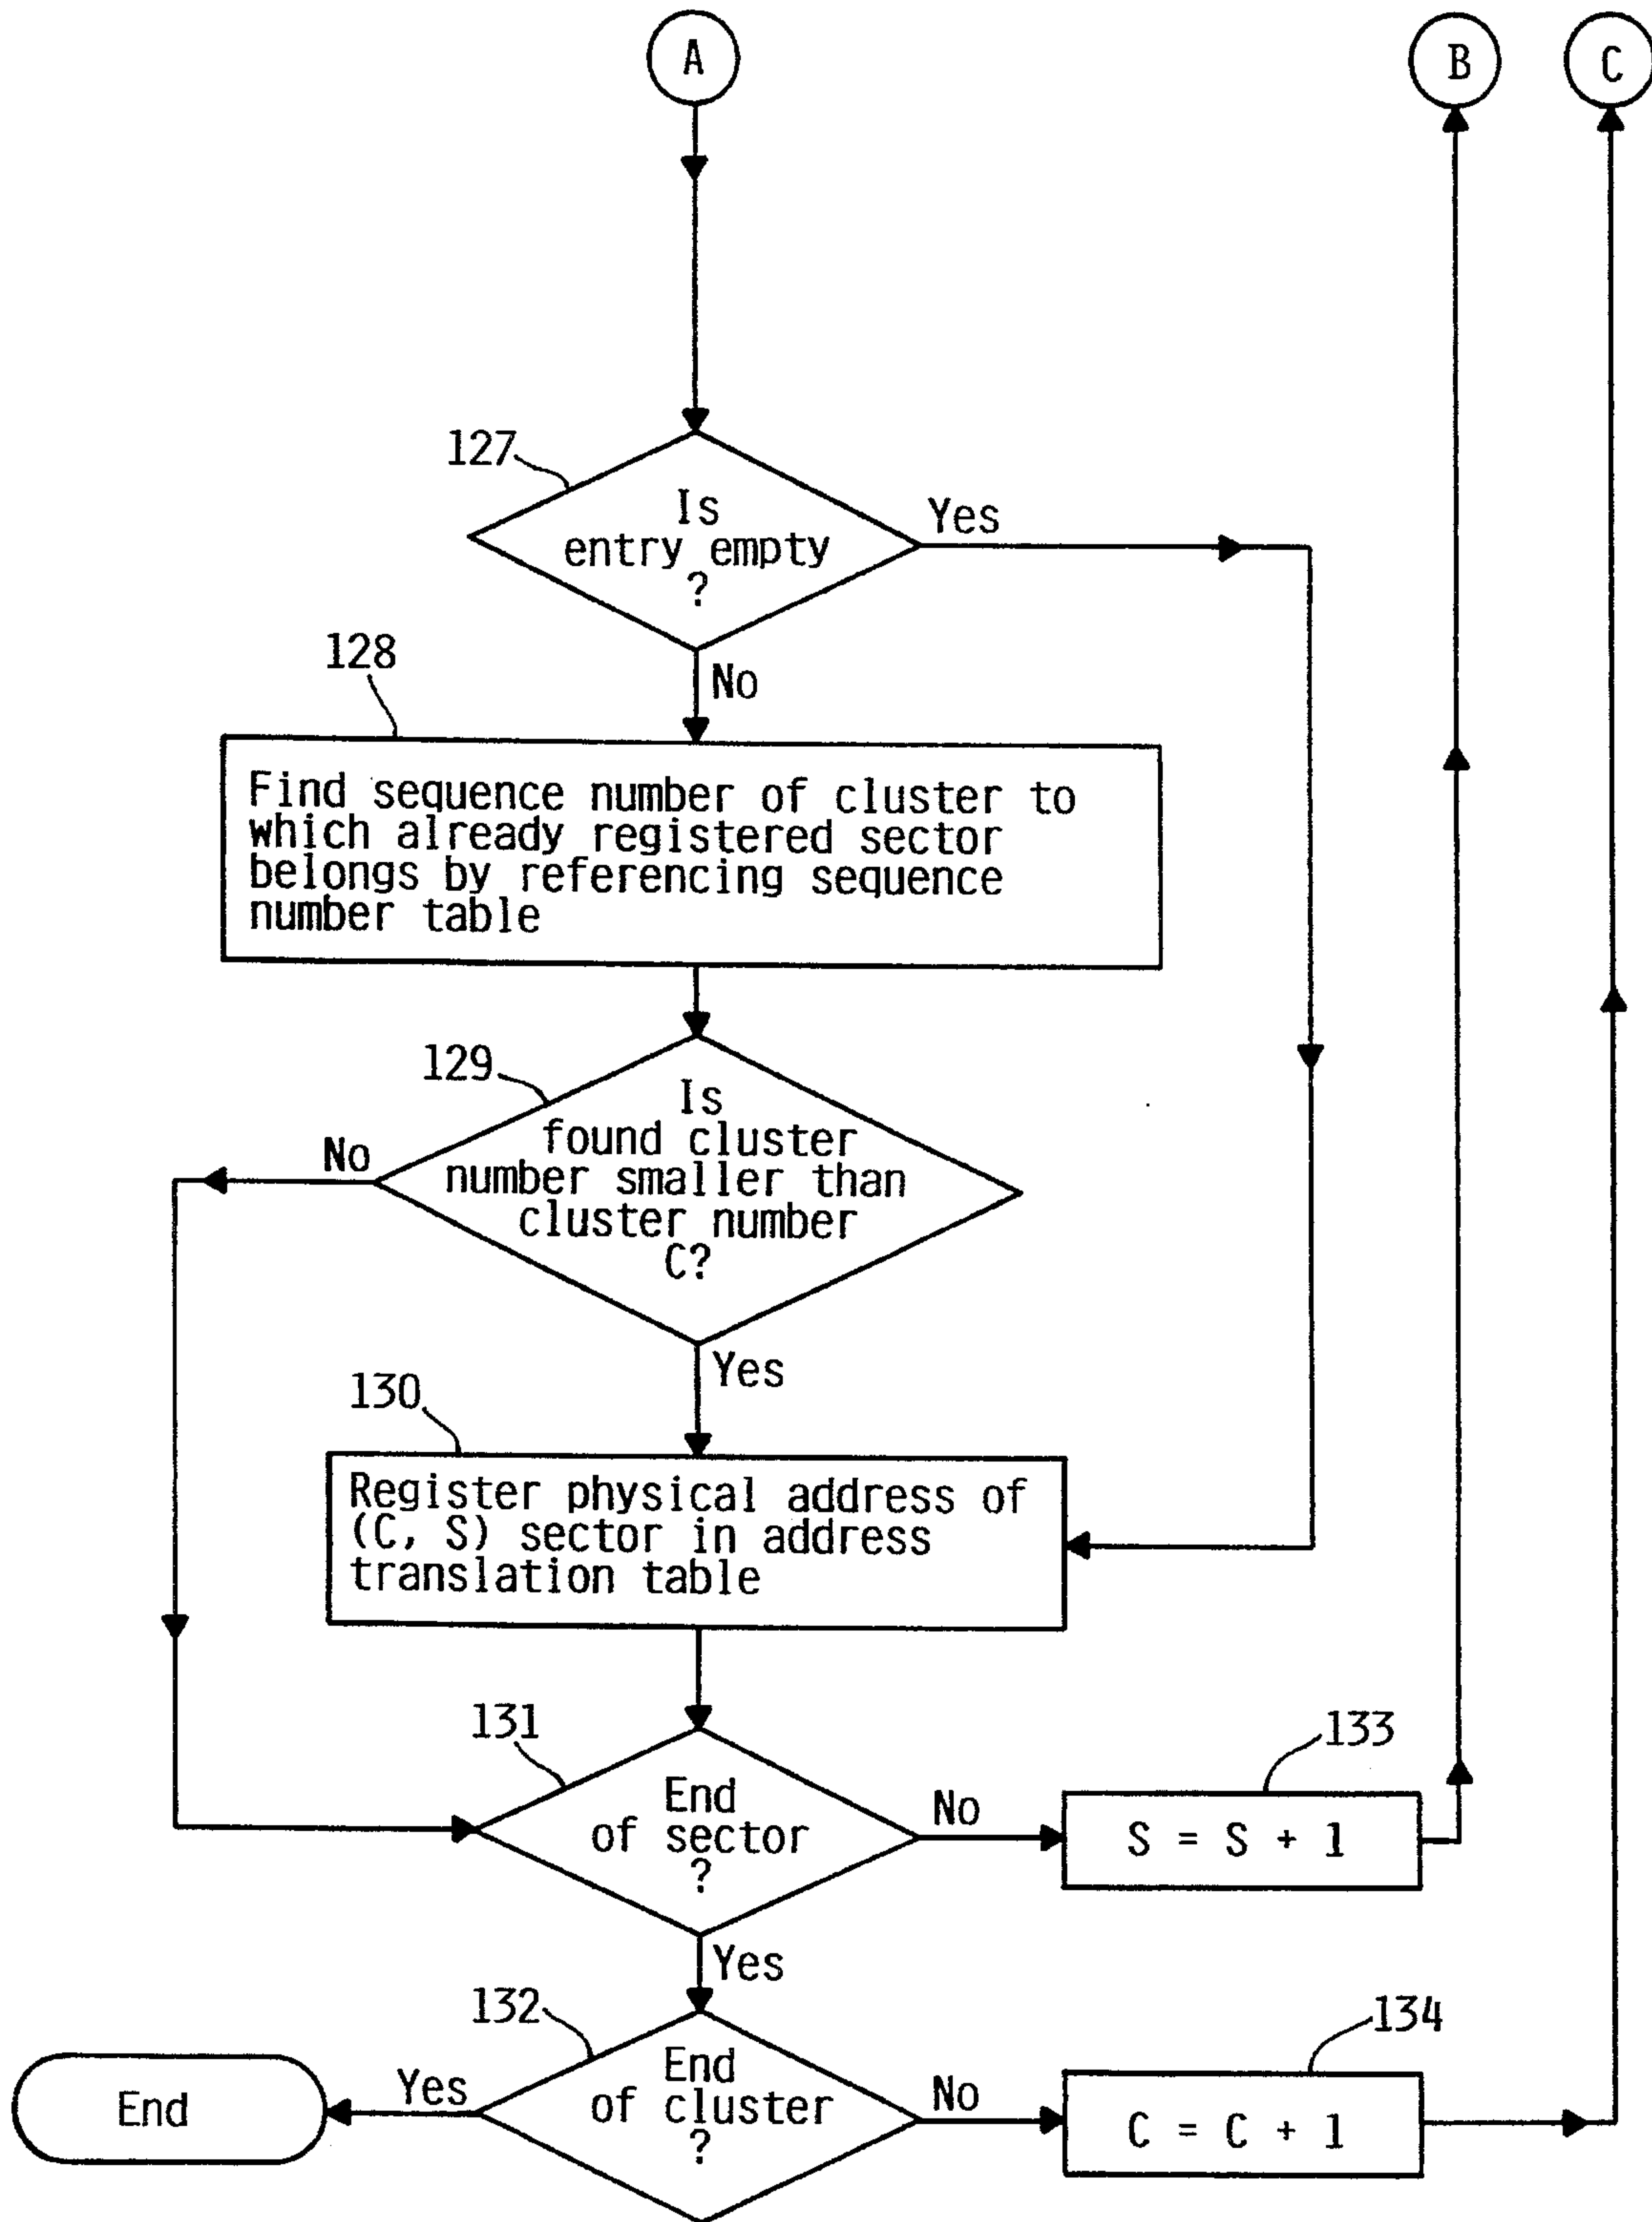 A
B
C
127
Is
entry empty
?
Yes
No
128
Find sequence number of cluster to
which already registered sector
belongs by referencing sequence
number table
129
Is
found cluster
number smaller than
cluster number
C?
No
Yes
130
Register physical address of
(C, S) sector in address
translation table
131
End
of sector
?
No
133
S = S + 1
Yes
132
End
of cluster
?
Yes
End
No
134
C = C + 1